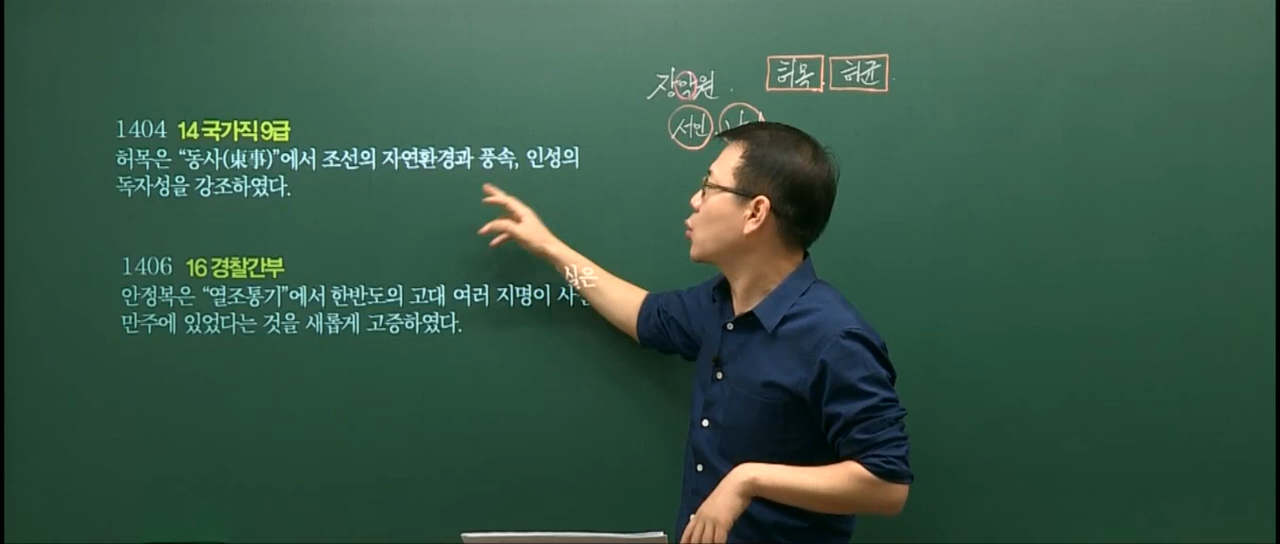 장악원.
허목, 허균.
서인
1404 14 국가직 9급
허목은 “동사(東事)”에서 조선의 자연환경과 풍속, 인성의
독자성을 강조하였다.
1406 16 경찰간부
안정복은 “열조통기”에서 한반도의 고대 여러 지명이 사실은
만주에 있었다는 것을 새롭게 고증하였다.